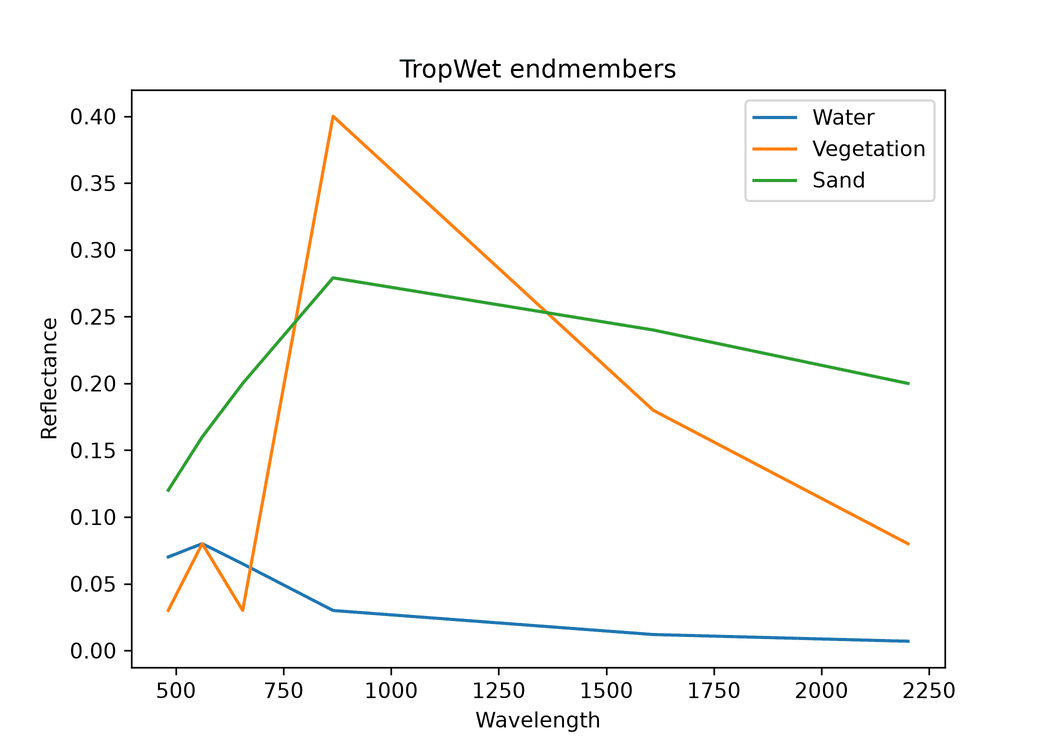 TropWet endmembers
Water
Vegetation
Sand
0.40
0.35
0.30
0.25
0.20
0.15
0.10
0.05
0.00
Reflectance
500 750 1000 1250 1500 1750 2000 2250
Wavelength